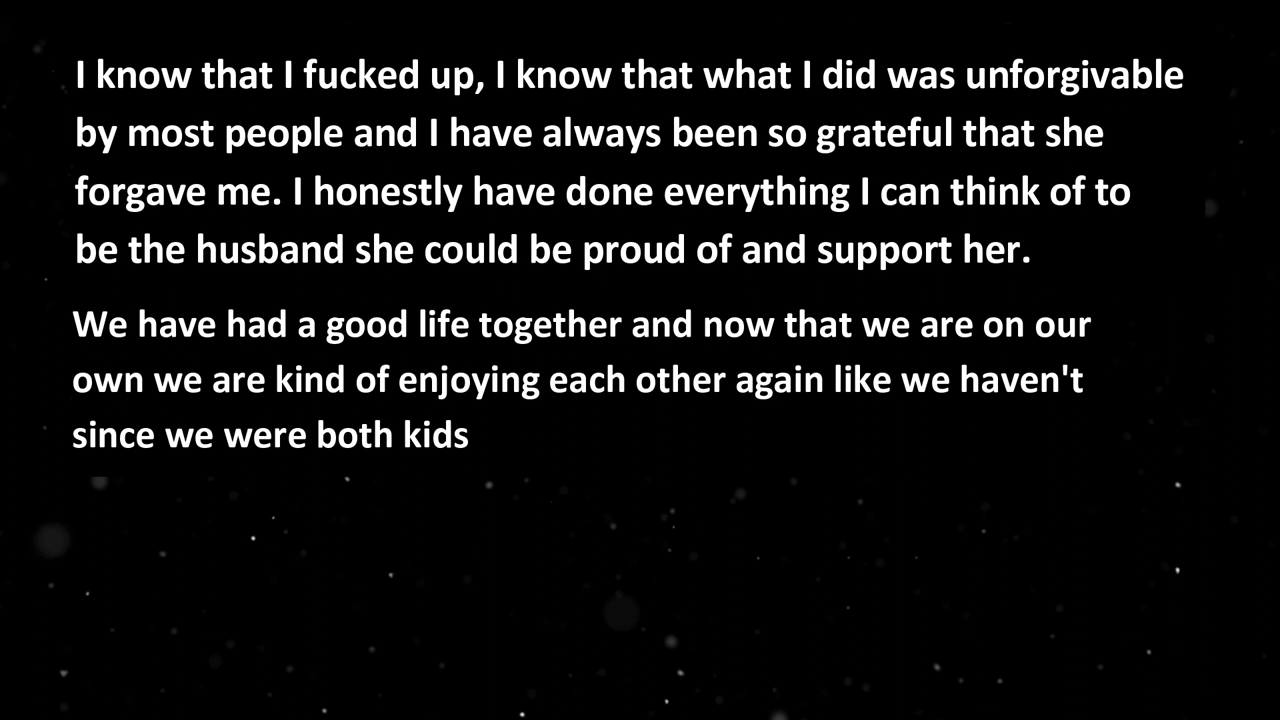 I know that I fucked up, I know that what I did was unforgivable
by most people and I have always been so grateful that she
forgave me. I honestly have done everything I can think of to
be the husband she could be proud of and support her.
We have had a good life together and now that we are on our
own we are kind of enjoying each other again like we haven't
since we were both kids